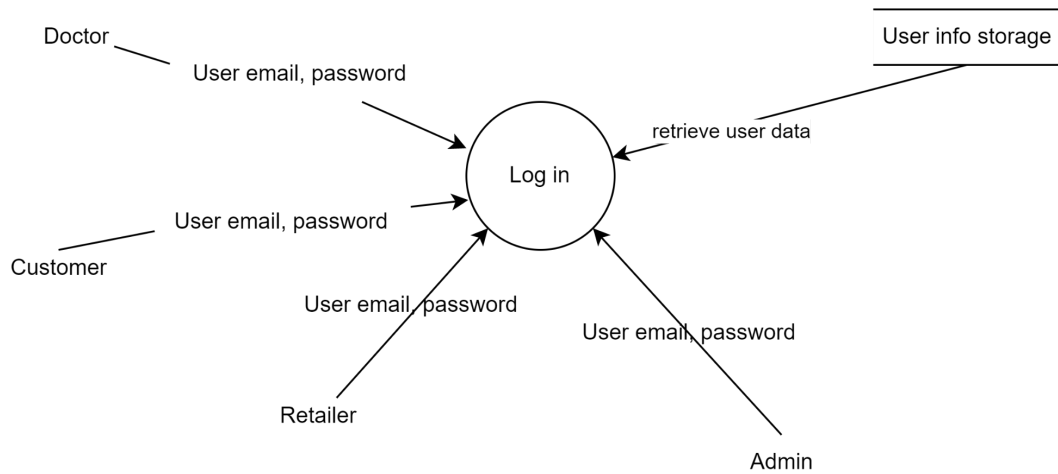 Doctor
User info storage
User email, password
retrieve user data
Log in
User email, password
Customer
User email, password
User email, password
Retailer
Admin